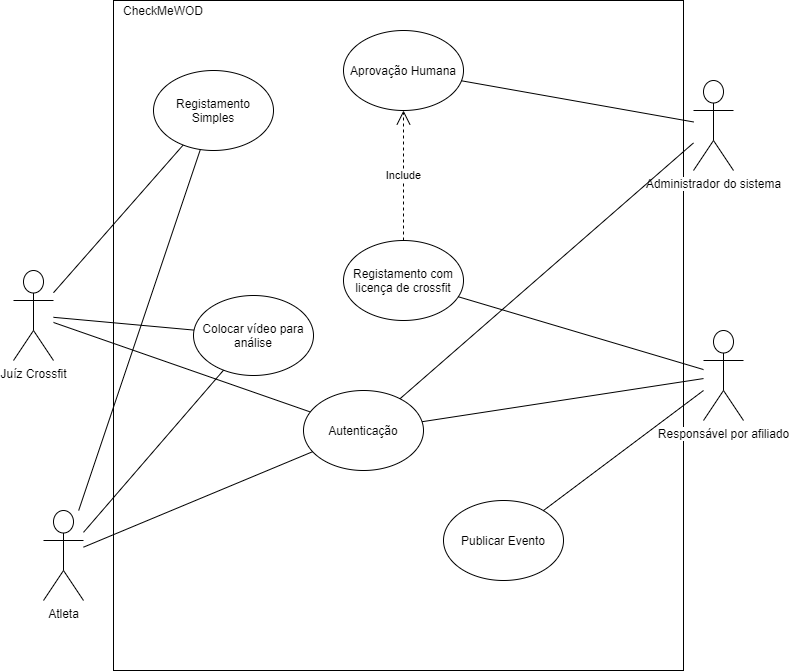 CheckMeWOD
Registamento
Simples
Aprovação Humana
Include
Administrador do sistema
Registamento com
licença de crossfit
Juíz Crossfit
Colocar vídeo para
análise
Autenticação
Responsável por afiliado
Publicar Evento
Atleta